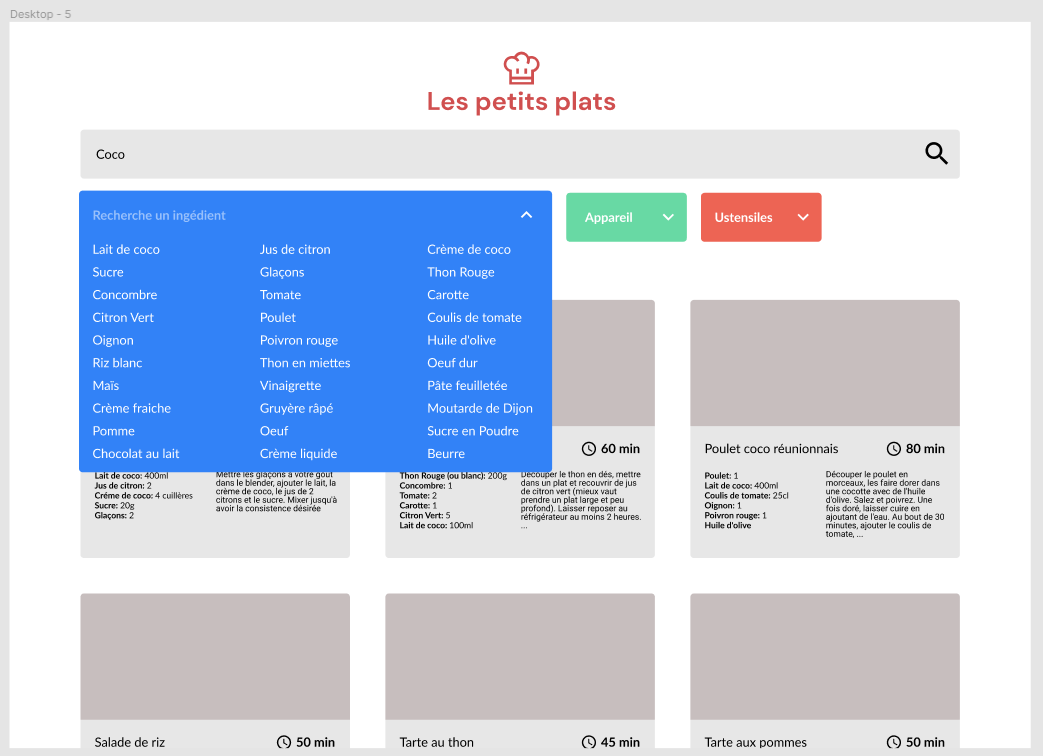 Desktop - 5
Les petits plats
Coco
Recherche un ingédient
Appareil
Ustensiles
Lait de coco
Jus de citron
Crème de coco
Sucre
Glaçons
Thon Rouge
Concombre
Tomate
Carotte
Citron Vert
Poulet
Coulis de tomate
Oignon
Poivron rouge
Huile d'olive
Riz blanc
Thon en miettes
Oeuf dur
Maïs
Vinaigrette
Pâte feuilletée
Crème fraiche
Gruyère râpé
Moutarde de Dijon
Pomme
Oeuf
Sucre en Poudre
Chocolat au lait
Crème liquide
Beurre
Lait de coco: 400ml
Jus de citron: 2
Créme de coco: 4 cuillères
Sucre: 20g
Glaçons: 2
Mettre les glaçons à votre goût
dans le blender, ajouter le lait, la
crème de coco, le jus de 2
citrons et le sucre. Mixer jusqu'à
avoir la consistence désirée
60 min
Thon Rouge (ou blanc): 200g
Concombre: 1
Tomate: 2
Carotte: 1
Citron Vert: 5
Lait de coco: 100ml
Découper le thon en dés, mettre
dans un plat et recouvrir de jus
de citron vert (mieux vaut
prendre un plat large et peu
profond). Laisser reposer au
réfrigérateur au moins 2 heures.
...
Poulet coco réunionnais
80 min
Poulet: 1
Lait de coco: 400ml
Coulis de tomate: 25cl
Oignon: 1
Poivron rouge: 1
Huile d'olive
Découper le poulet en
morceaux, les faire dorer dans
une cocotte avec de l'huile
d'olive. Salez et poivrez. Une
fois doré, laisser cuire en
ajoutant de l'eau. Au bout de 30
minutes, ajouter le coulis de
tomate, ...
Salade de riz
50 min
Tarte au thon
45 min
Tarte aux pommes
50 min